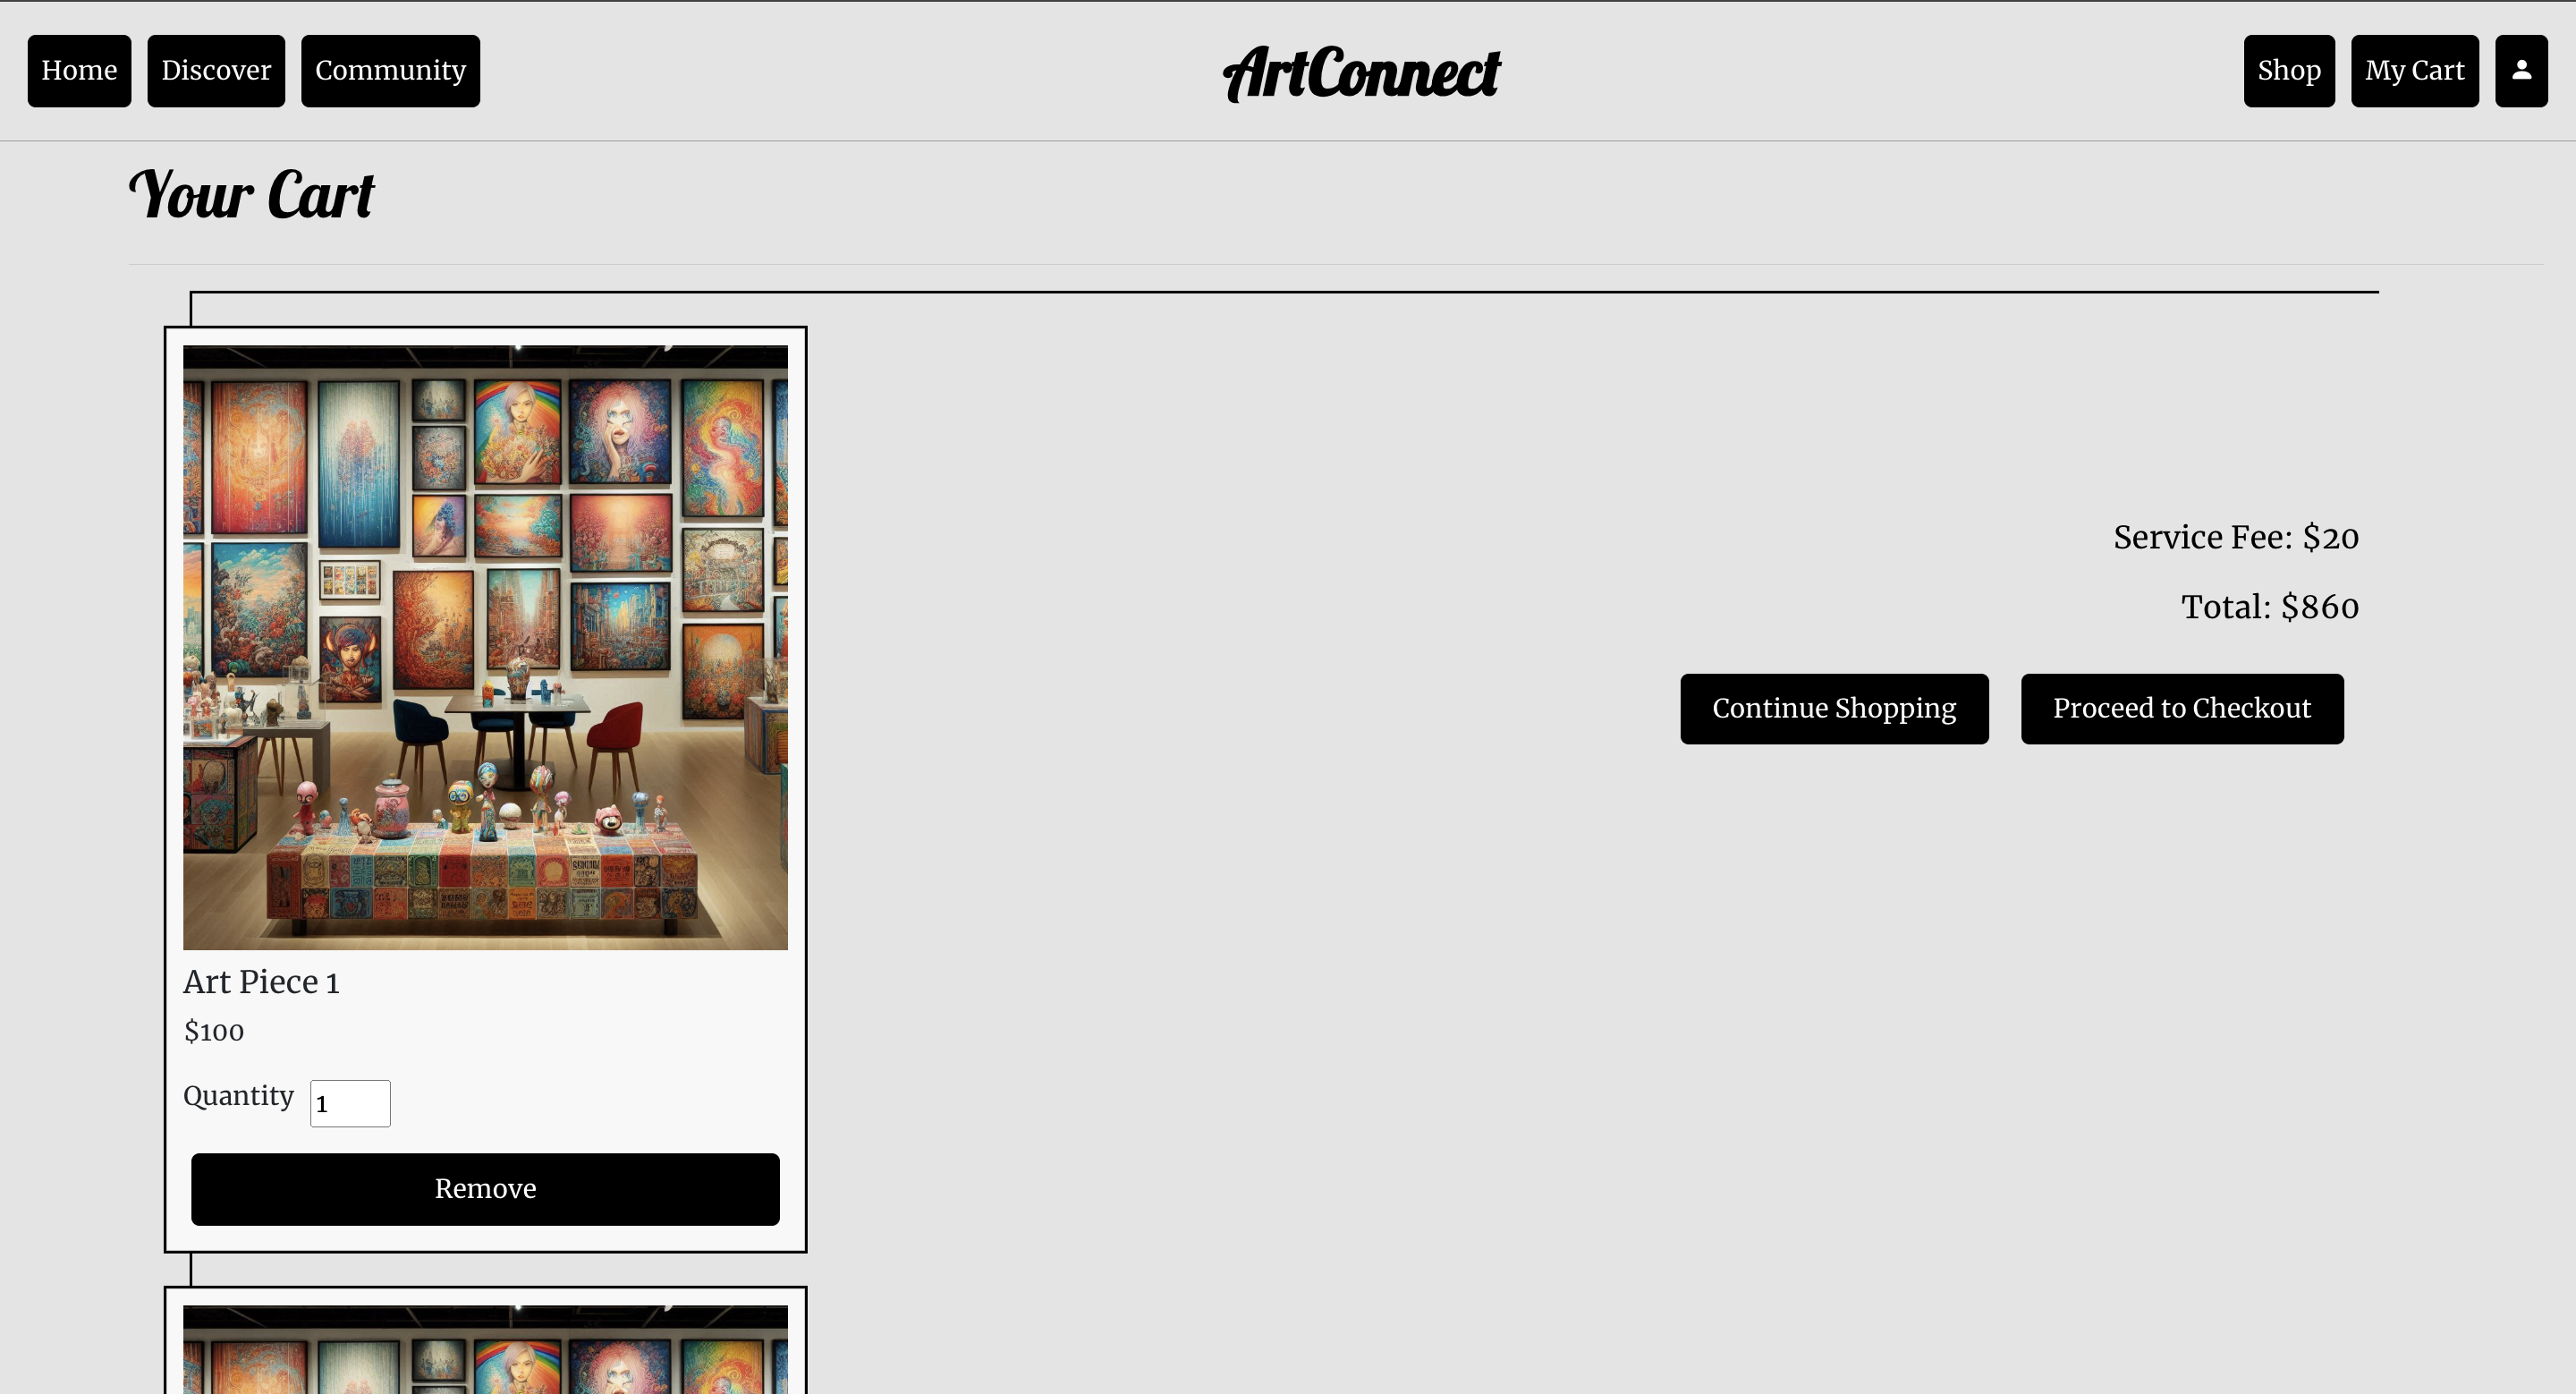 Home Discover Community ArtConnect Shop My Cart
Your Cart
Service Fee: $20
Total: $860
Continue Shopping Proceed to Checkout
Art Piece 1
$100
Quantity 1
Remove